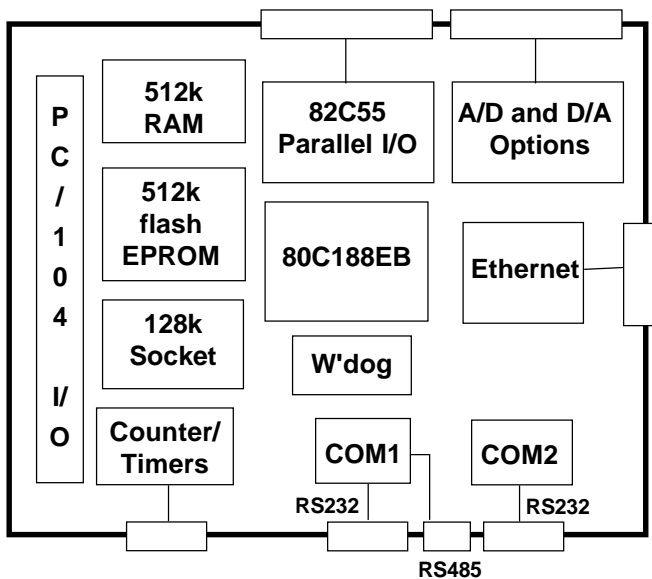 P
C
/
1
0
4
I/
O
512k
RAM
512k
flash
EPROM
128k
Socket
Counter/
Timers
82C55
Parallel I/O
A/D and D/A
Options
80C188EB
Ethernet
W'dog
COM1
COM2
RS232
RS232
RS485